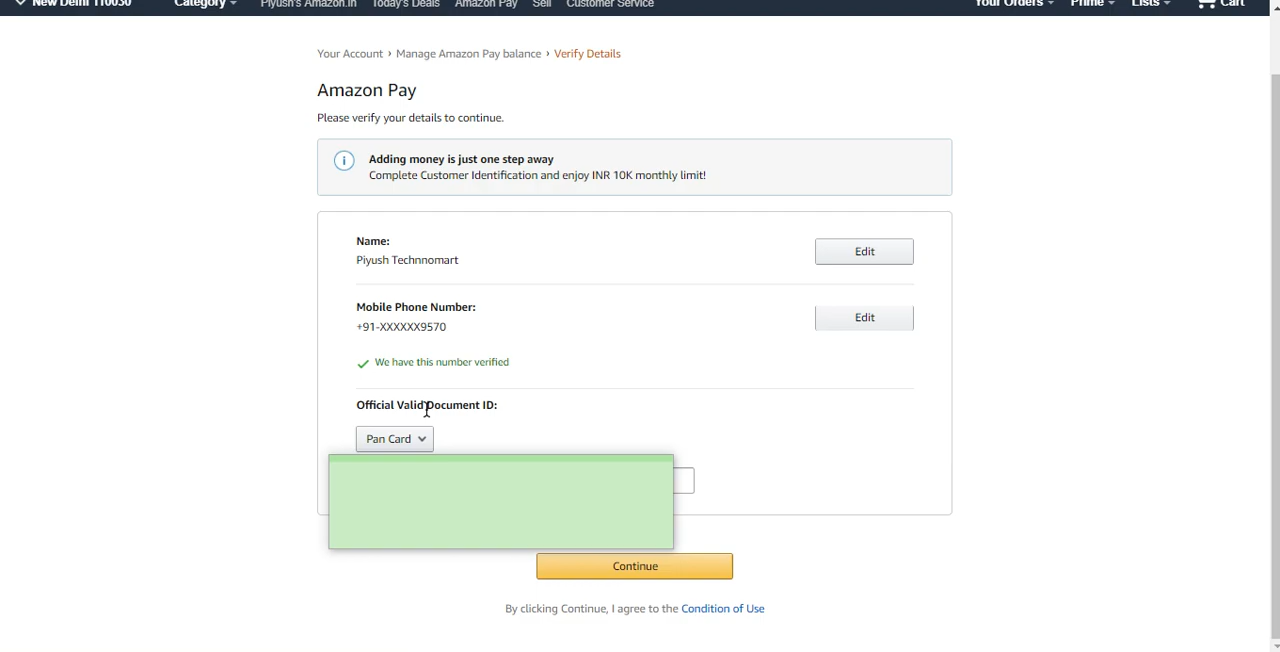 New Delhi 110030 Category Piyush's Amazon.in Today's Deals Amazon Pay Sell Customer Service Your Orders Prime Lists Cart
Your Account › Manage Amazon Pay balance › Verify Details
Amazon Pay
Please verify your details to continue.
Adding money is just one step away
Complete Customer Identification and enjoy INR 10K monthly limit!
Name:
Piyush Technnomart
Edit
Mobile Phone Number:
+91-XXXXXX9570
Edit
We have this number verified
Official Valid Document ID:
Pan Card
Continue
By clicking Continue, I agree to the Condition of Use